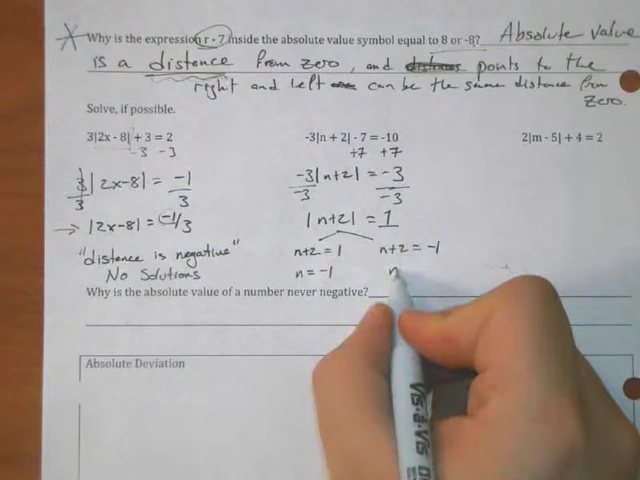 Why is the expression r - 7 inside the absolute value symbol equal to 8 or -8? Absolute value
is a distance from zero, and points to the
right and left can be the same distance from
zero.
Solve, if possible.
3|2x - 8| + 3 = 2
-3 -3
3|2x-8| = -1
3 3
→ |2x-8| = -1/3
"distance is negative"
No Solutions
-3|n + 2| - 7 = -10
+7 +7
-3|n+2| = -3
-3 -3
|n+2| = 1
n+2 = 1 n+2 = -1
n = -1 n
2|m - 5| + 4 = 2
Why is the absolute value of a number never negative?
Absolute Deviation
VIS-à-VIS